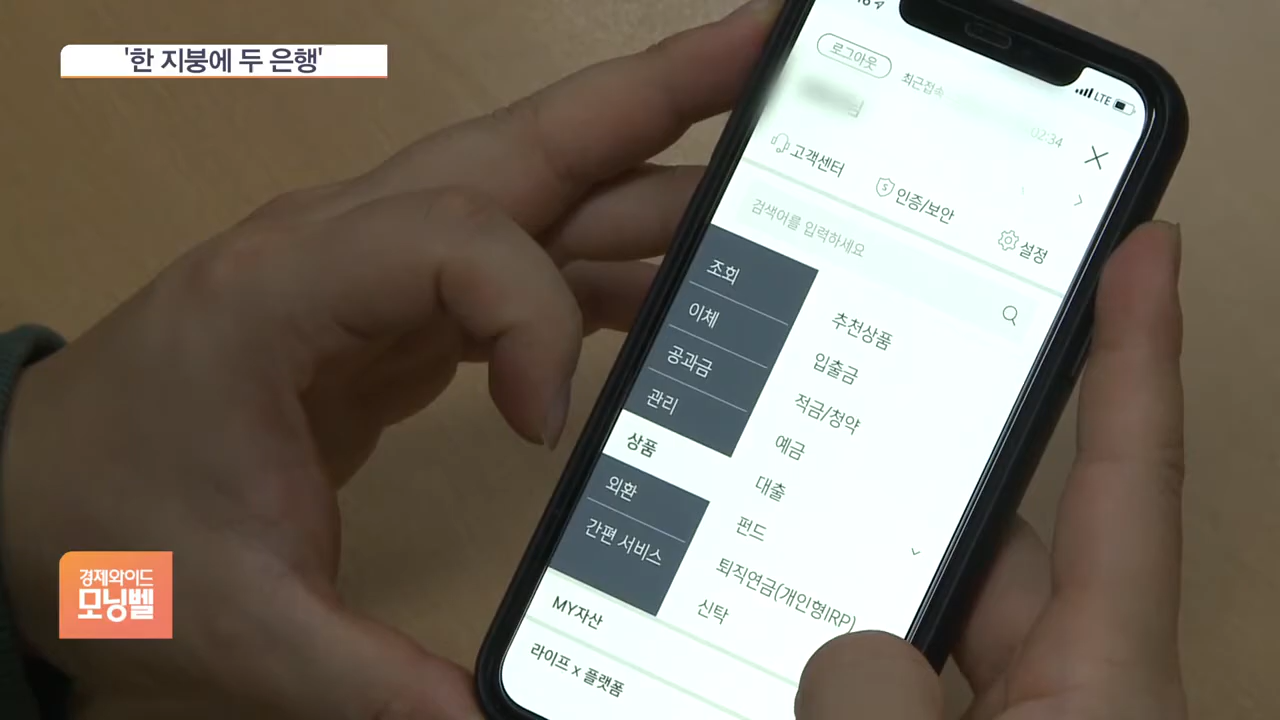 '한 지붕에 두 은행'
로그아웃
최근접속
LTE
02:34
고객센터
인증/보안
설정
검색어를 입력하세요
조회
이체
공과금
관리
상품
외환
간편 서비스
추천상품
입출금
적금/청약
예금
대출
펀드
퇴직연금(개인형IRP)
신탁
MY자산
라이프 x 플랫폼
경제와이드
모닝벨